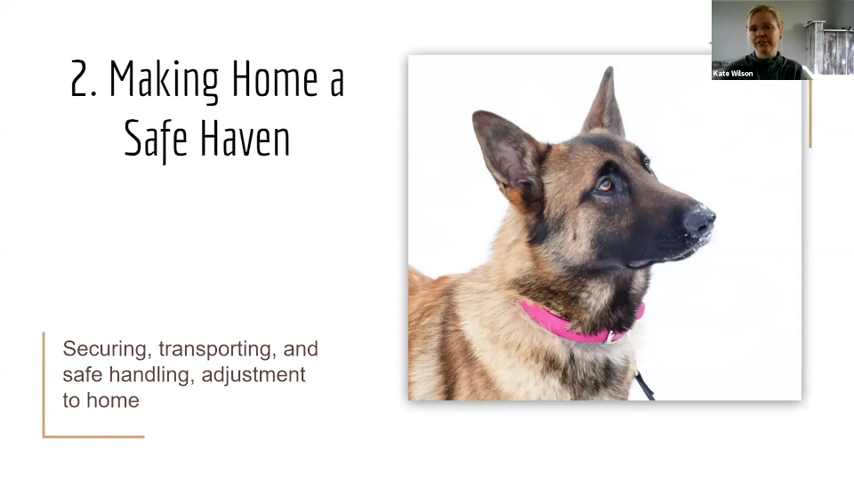 2. Making Home a
Safe Haven
Kate Wilson
Securing, transporting, and
safe handling, adjustment
to home